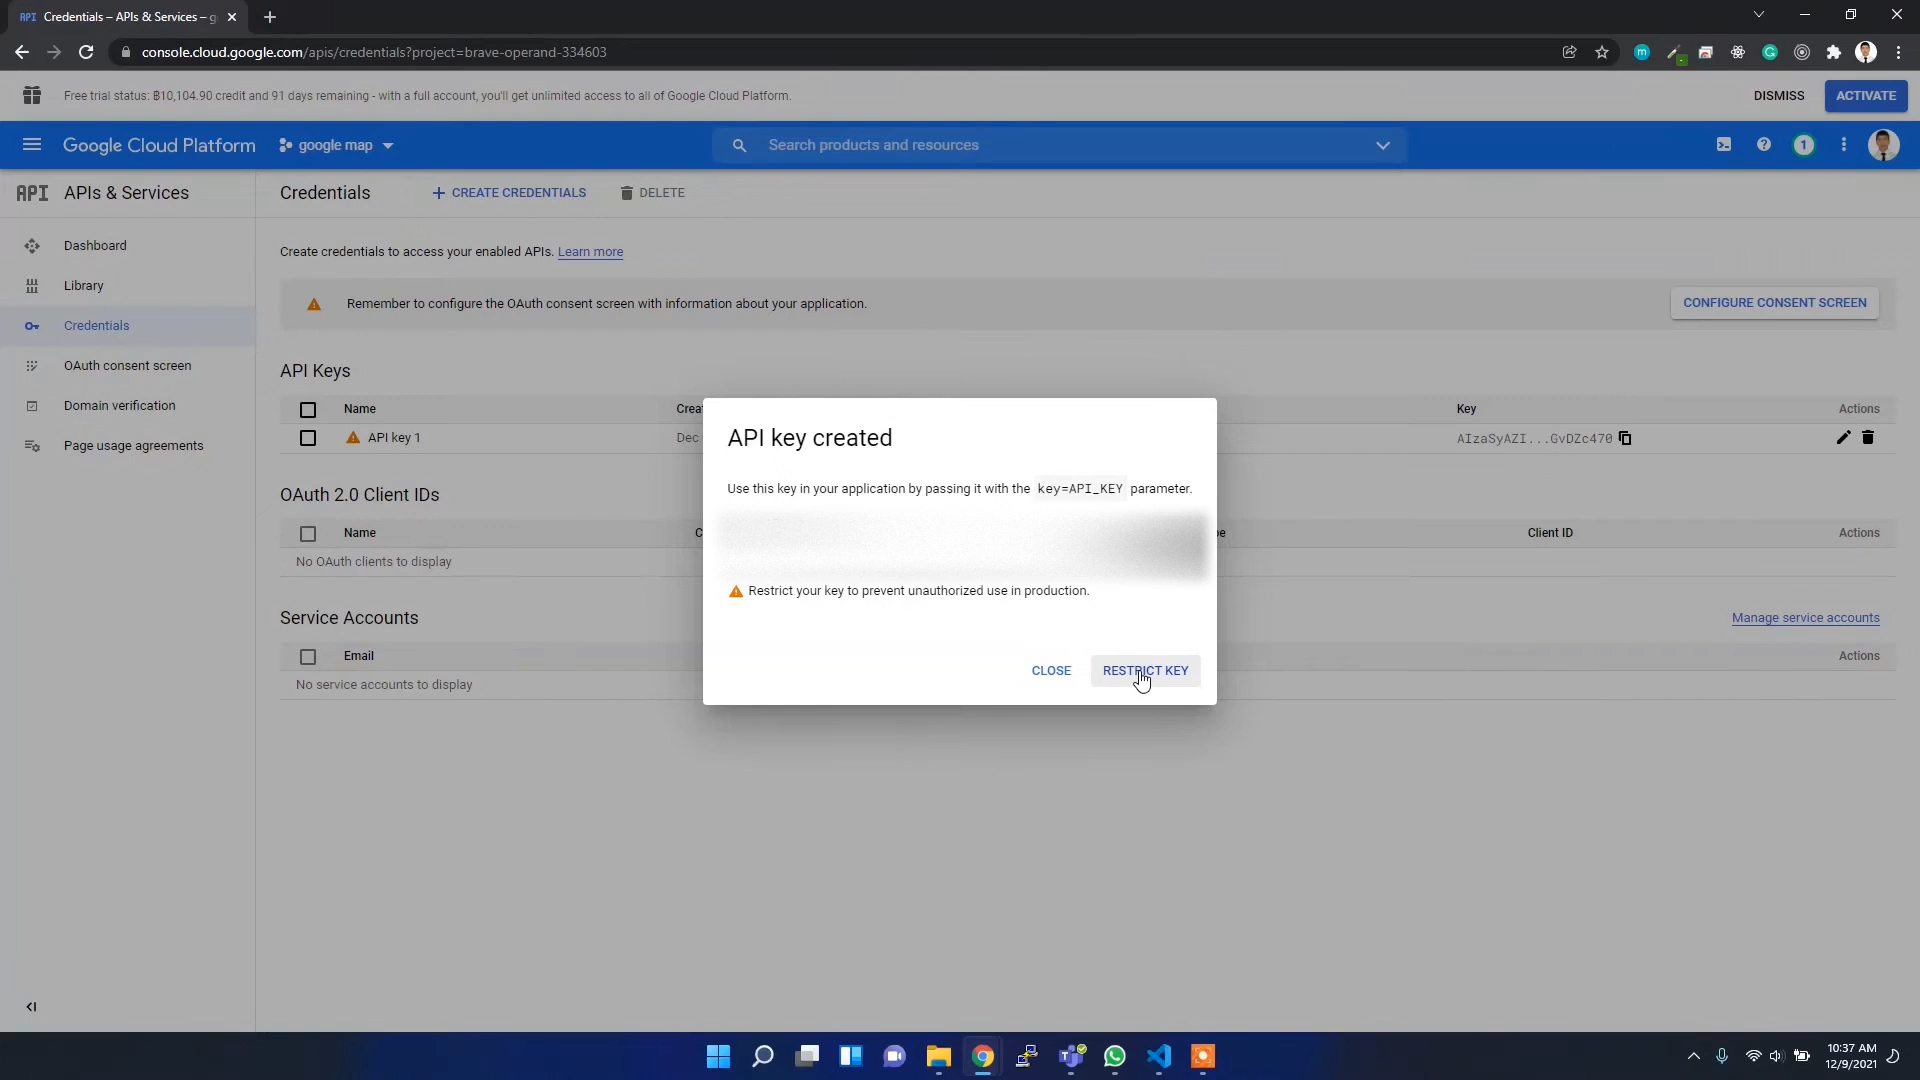 API Credentials – APIs & Services – g
console.cloud.google.com/apis/credentials?project=brave-operand-334603
Free trial status: ฿10,104.90 credit and 91 days remaining - with a full account, you'll get unlimited access to all of Google Cloud Platform.
DISMISS
ACTIVATE
Google Cloud Platform
google map
Search products and resources
1
API APIs & Services
Dashboard
Library
Credentials
OAuth consent screen
Domain verification
Page usage agreements
Credentials
CREATE CREDENTIALS
DELETE
Create credentials to access your enabled APIs. Learn more
Remember to configure the OAuth consent screen with information about your application.
CONFIGURE CONSENT SCREEN
API Keys
Name Key Actions
API key 1 Dec AIzaSyAZI...GvDZc470
OAuth 2.0 Client IDs
Name Client ID Actions
No OAuth clients to display
Service Accounts
Manage service accounts
Email Actions
No service accounts to display
API key created
Use this key in your application by passing it with the key=API_KEY parameter.
Restrict your key to prevent unauthorized use in production.
CLOSE
RESTRICT KEY
10:37 AM
12/9/2021